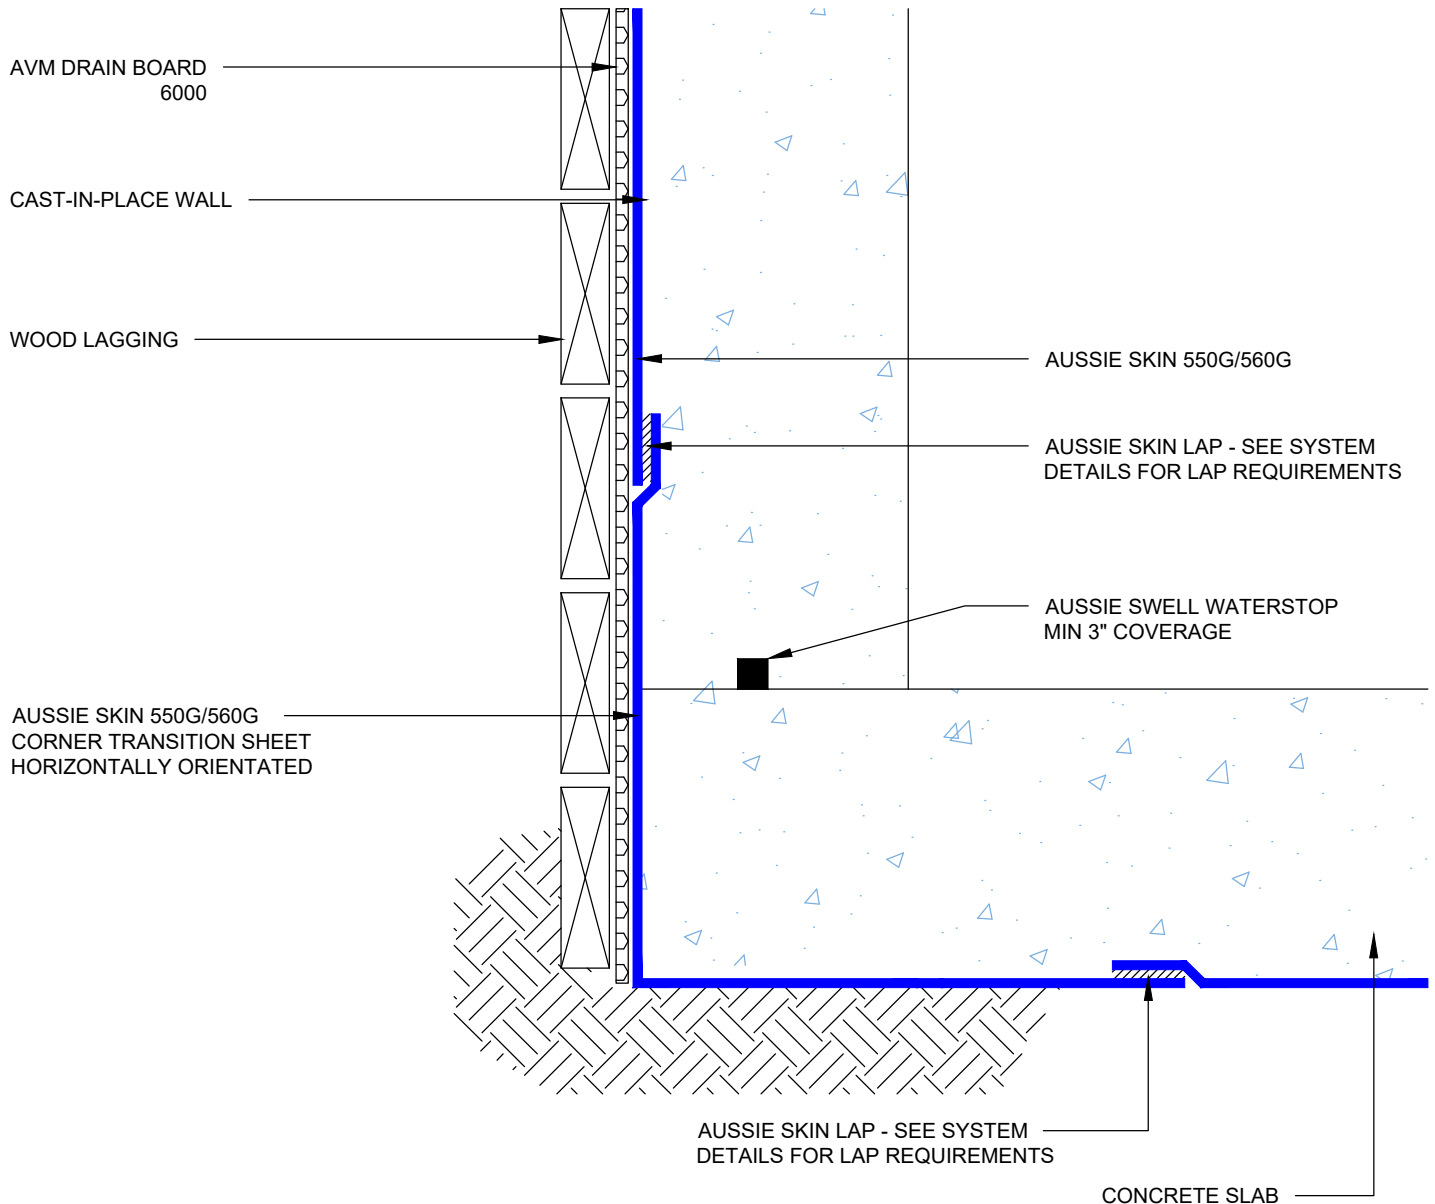 AVM DRAIN BOARD
6000
CAST-IN-PLACE WALL
WOOD LAGGING
AUSSIE SKIN 550G/560G
AUSSIE SKIN LAP - SEE SYSTEM
DETAILS FOR LAP REQUIREMENTS
AUSSIE SWELL WATERSTOP
MIN 3" COVERAGE
AUSSIE SKIN 550G/560G
CORNER TRANSITION SHEET
HORIZONTALLY ORIENTATED
AUSSIE SKIN LAP - SEE SYSTEM
DETAILS FOR LAP REQUIREMENTS
CONCRETE SLAB